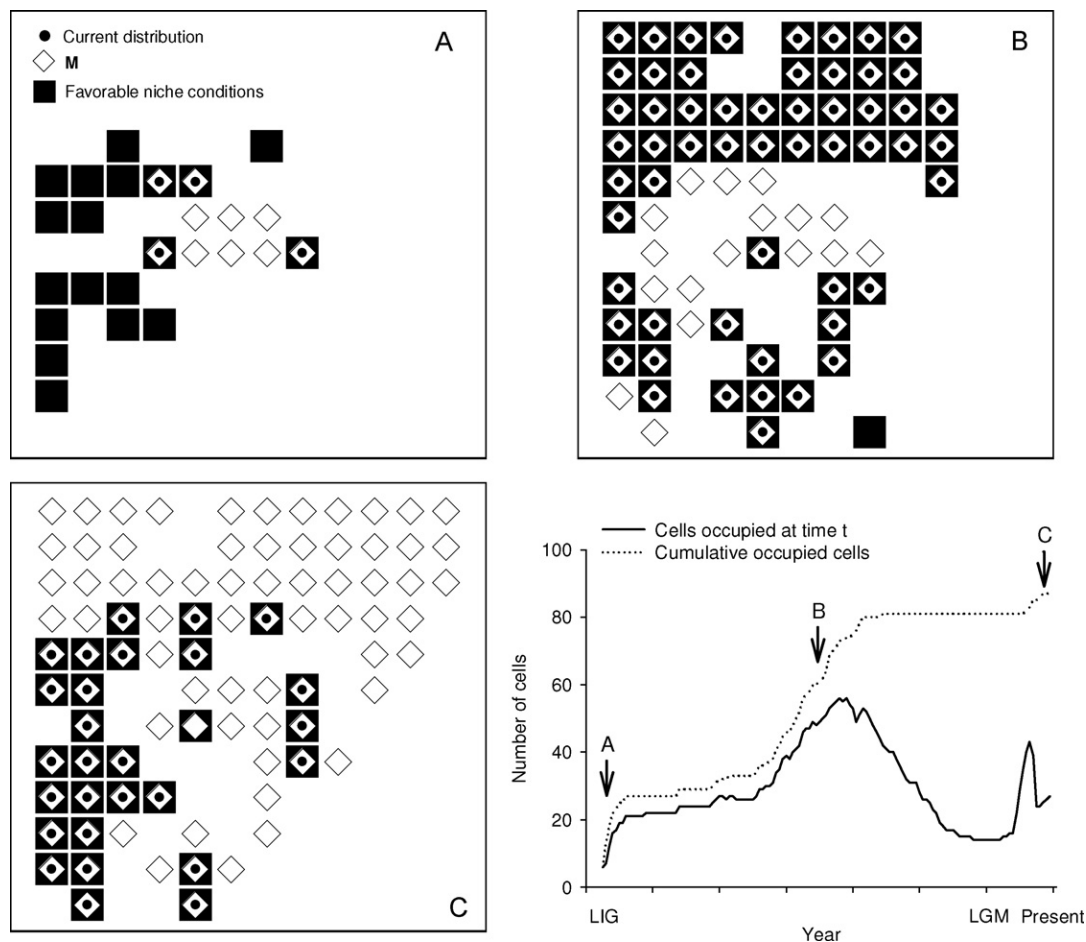 A
Current distribution
M
Favorable niche conditions
B
C
Cells occupied at time t
Cumulative occupied cells
100
80
60
40
20
0
Number of cells
A
B
C
LIG
LGM
Present
Year